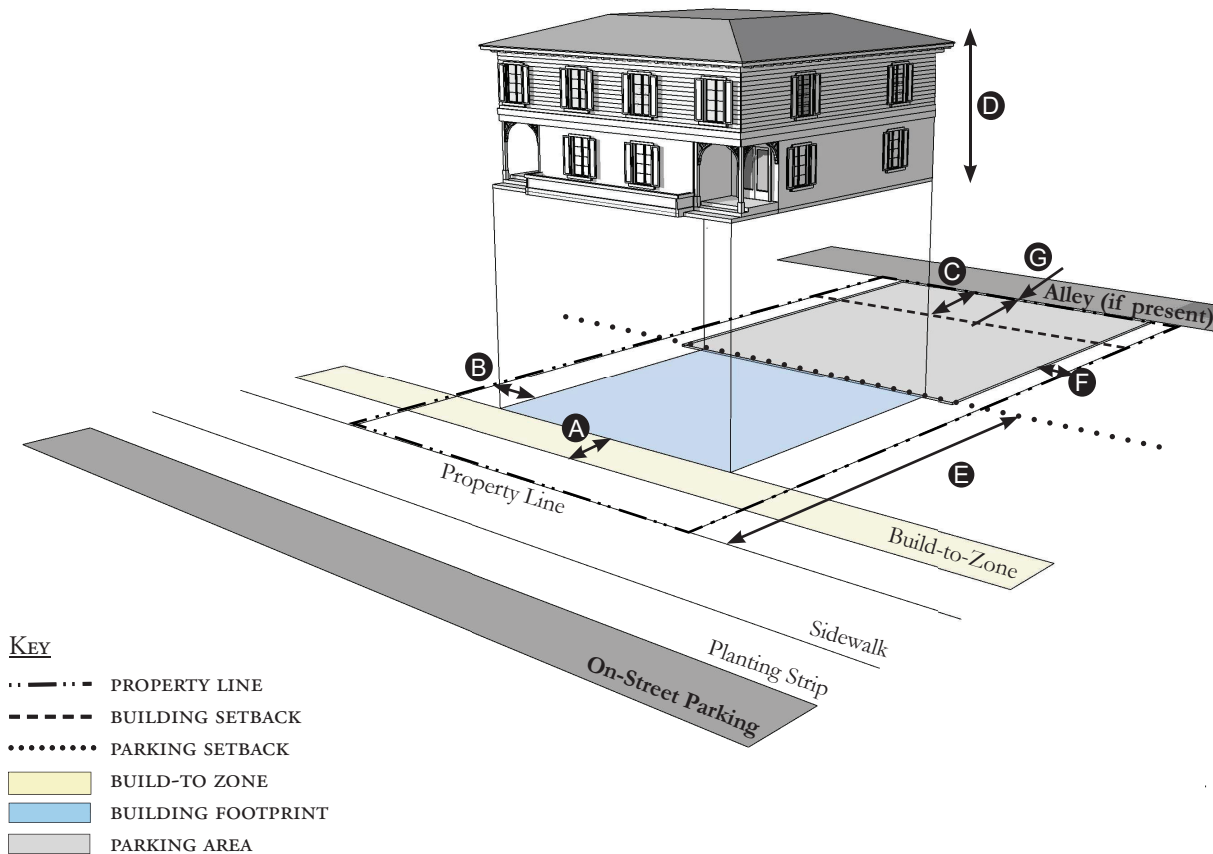 D
G
C
Alley (if present)
B
F
A
E
Property Line
Build-to-Zone
Sidewalk
Planting Strip
On-Street Parking
KEY
PROPERTY LINE
BUILDING SETBACK
PARKING SETBACK
BUILD-TO ZONE
BUILDING FOOTPRINT
PARKING AREA